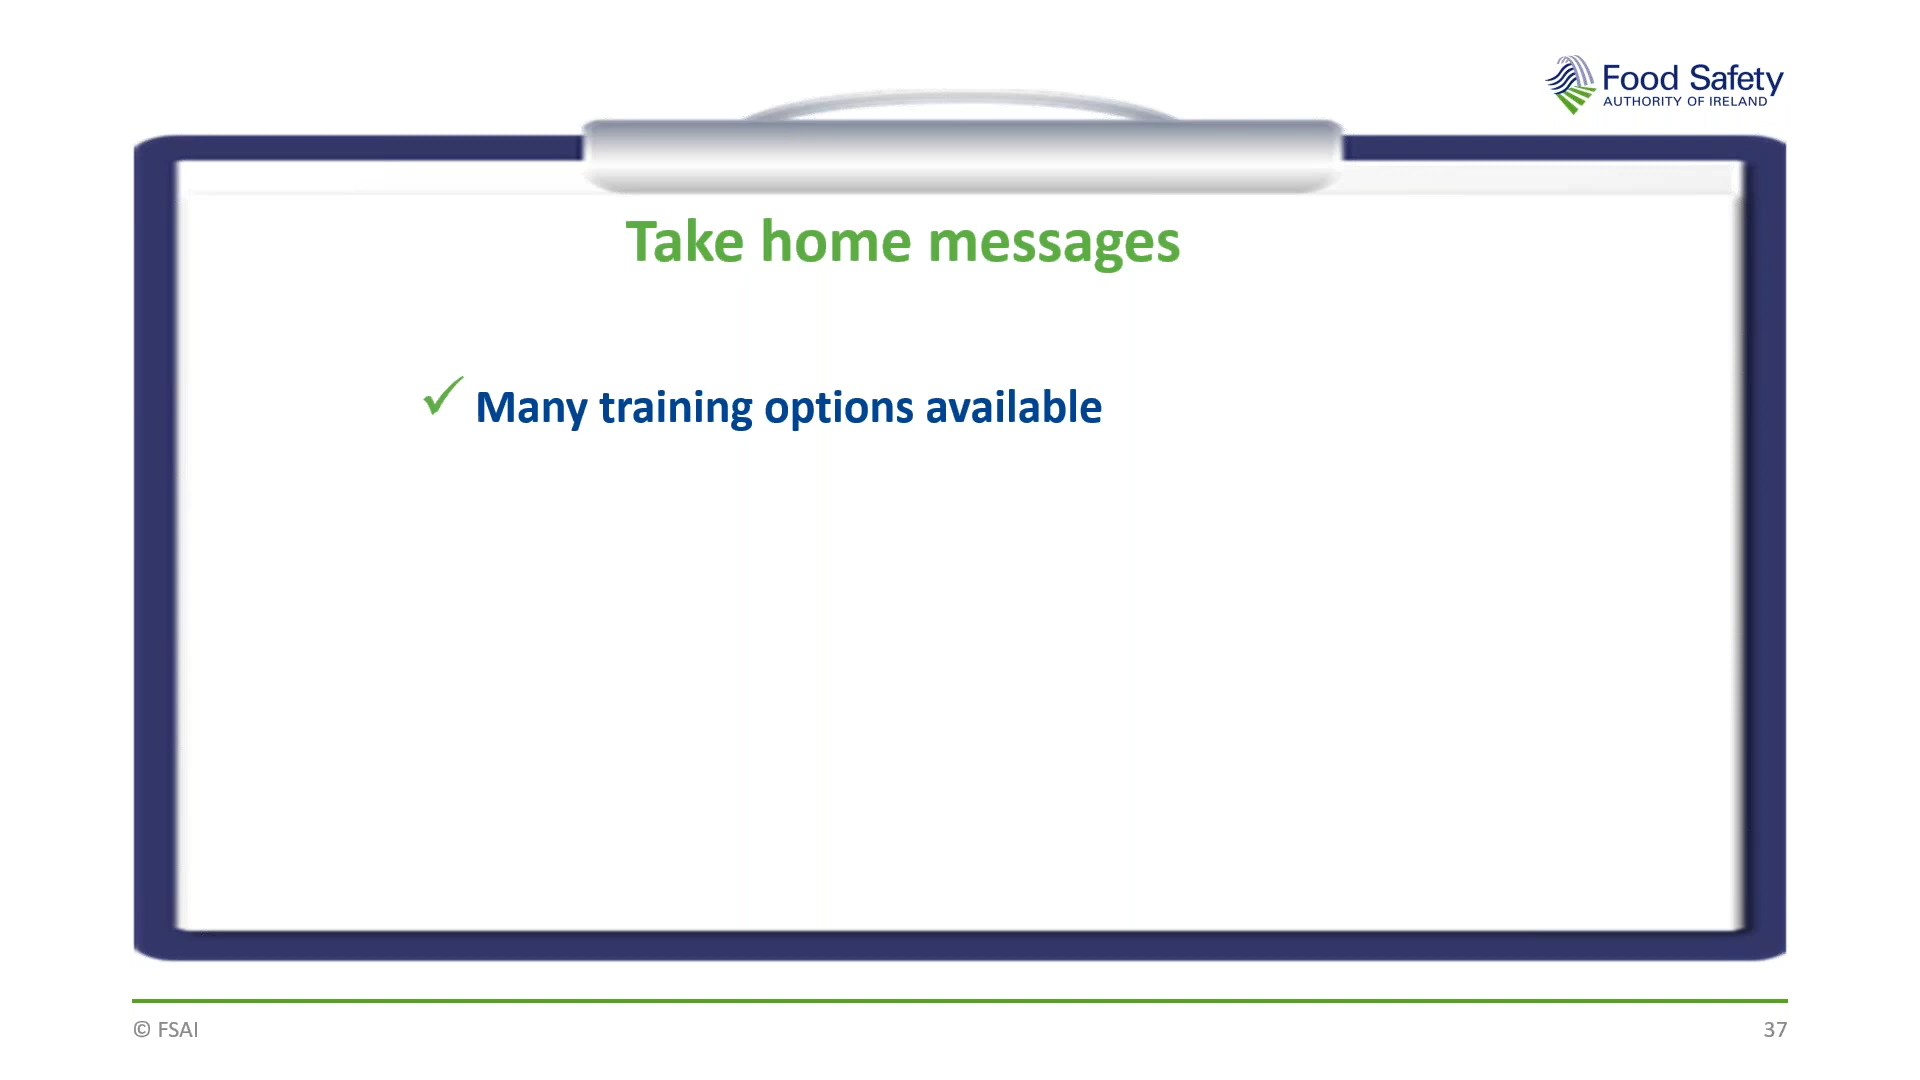 Food Safety
AUTHORITY OF IRELAND
Take home messages
✓ Many training options available
© FSAI
37